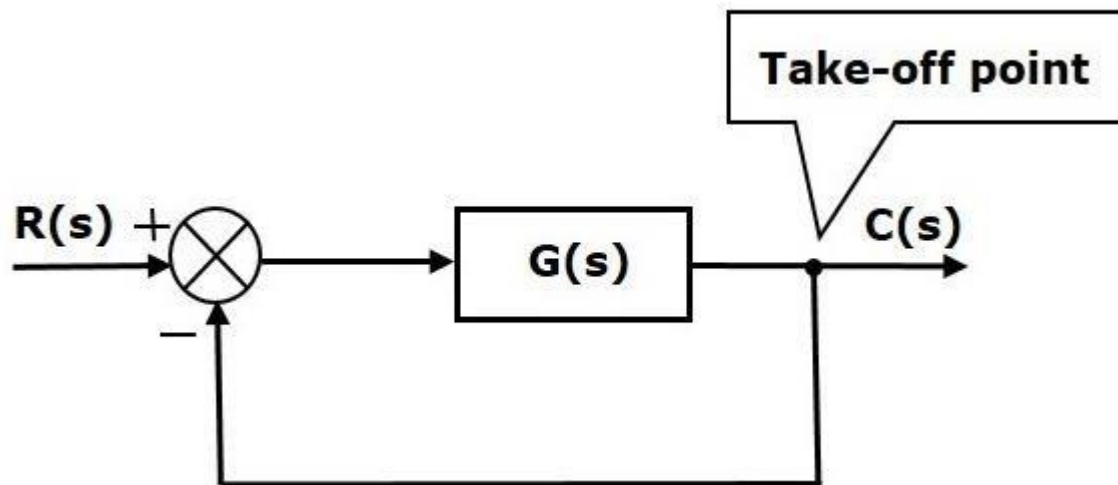 Take-off point
R(s) +
C(s)
G(s)
−